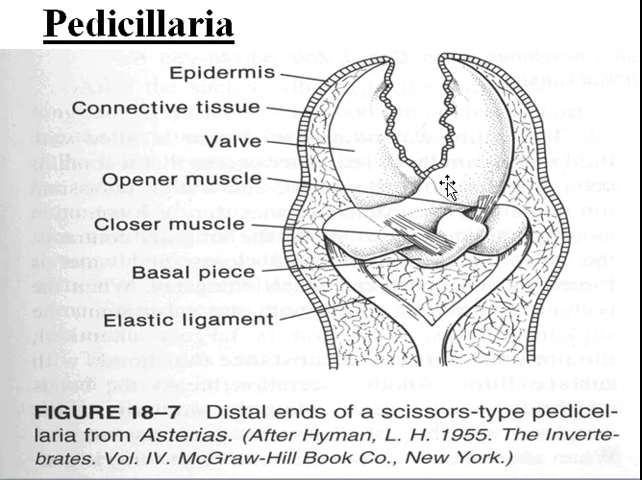 Pedicillaria
Epidermis
Connective tissue
Valve
Opener muscle
Closer muscle
Basal piece
Elastic ligament
FIGURE 18–7 Distal ends of a scissors-type pedicel-
laria from Asterias. (After Hyman, L. H. 1955. The Inverte-
brates. Vol. IV. McGraw-Hill Book Co., New York.)